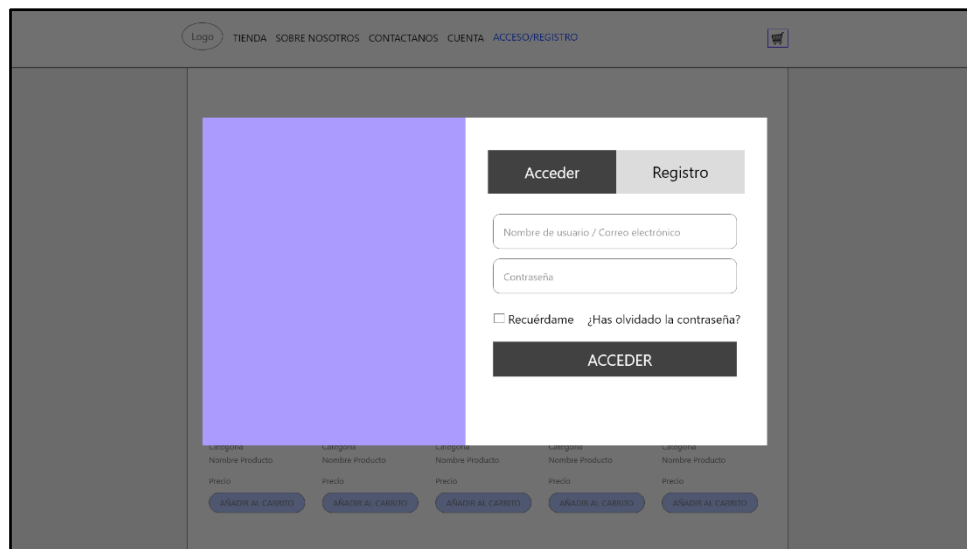 Logo TIENDA SOBRE NOSOTROS CONTACTANOS CUENTA ACCESO/REGISTRO
Acceder Registro
Nombre de usuario / Correo electrónico
Contraseña
Recuérdame ¿Has olvidado la contraseña?
ACCEDER
Categoria Categoria Categoria Categoria Categoria
Nombre Producto Nombre Producto Nombre Producto Nombre Producto Nombre Producto
Precio Precio Precio Precio Precio
AÑADIR AL CARRITO AÑADIR AL CARRITO AÑADIR AL CARRITO AÑADIR AL CARRITO AÑADIR AL CARRITO